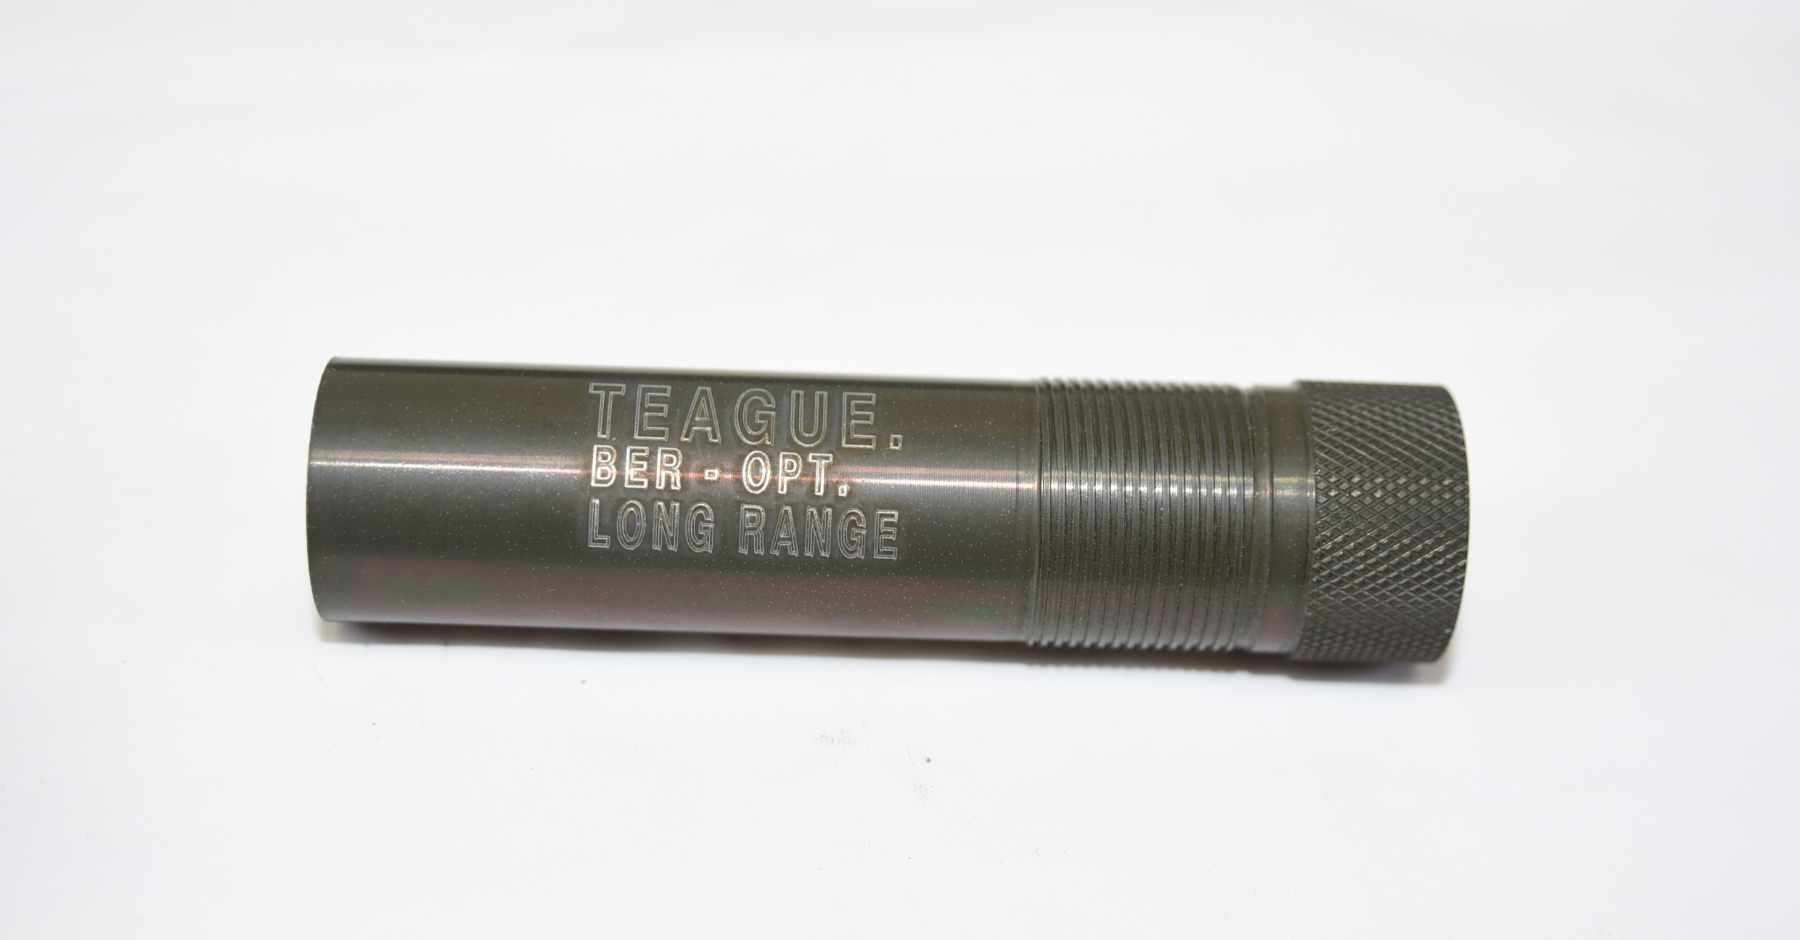 TEAGUE.
BER - OPT.
LONG RANGE